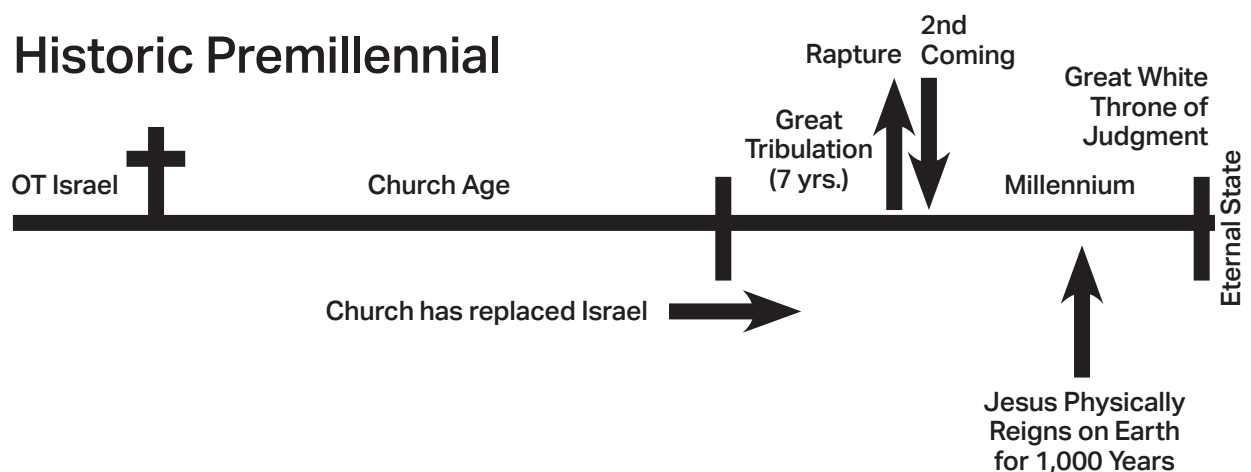 Historic Premillennial
OT Israel
Church Age
Great
Tribulation
(7 yrs.)
Rapture
2nd
Coming
Millennium
Great White
Throne of
Judgment
Eternal State
Church has replaced Israel
Jesus Physically
Reigns on Earth
for 1,000 Years